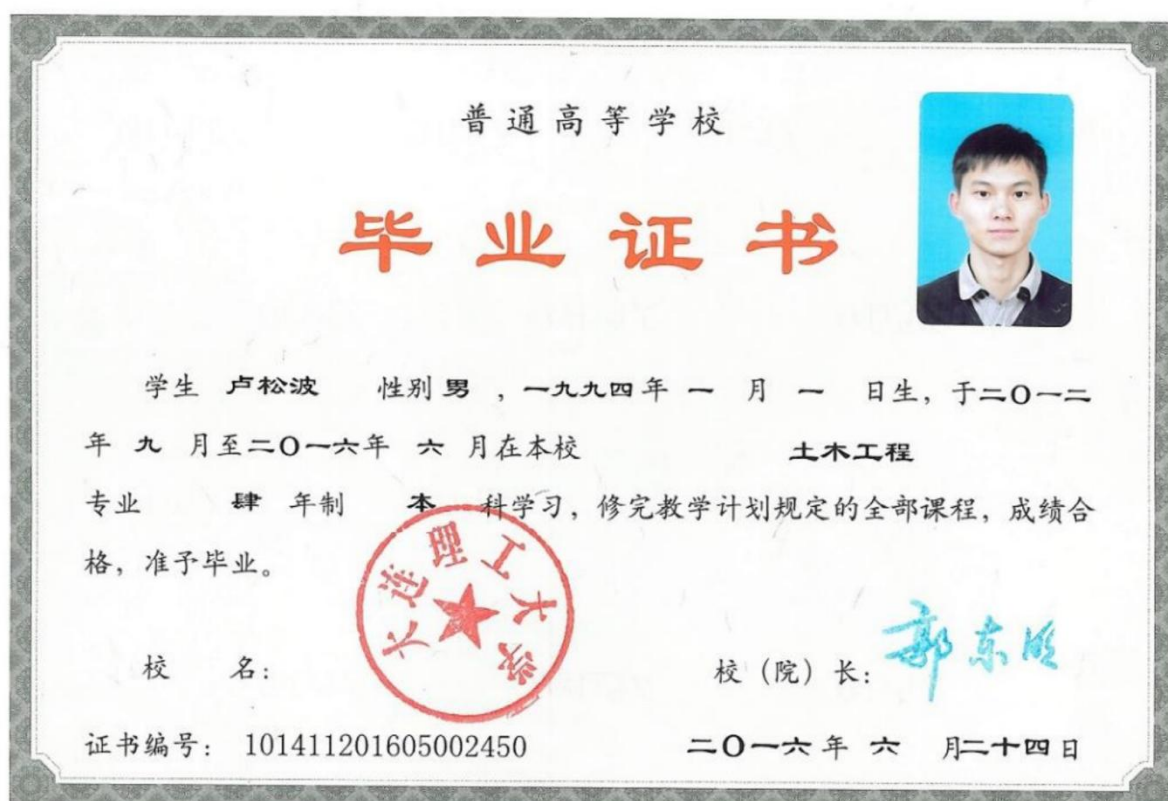 普通高等学校
毕业证书
学生 卢松波 性别 男 ，一九九四年 一 月 一 日生，于二〇一二
年 九 月至二〇一六年 六 月在本校 土木工程
专业 肆 年制 本 科学习，修完教学计划规定的全部课程，成绩合
格，准予毕业。
大连理工大学
校 名：
校（院）长：郭东明
证书编号：101411201605002450
二〇一六年 六 月二十四日